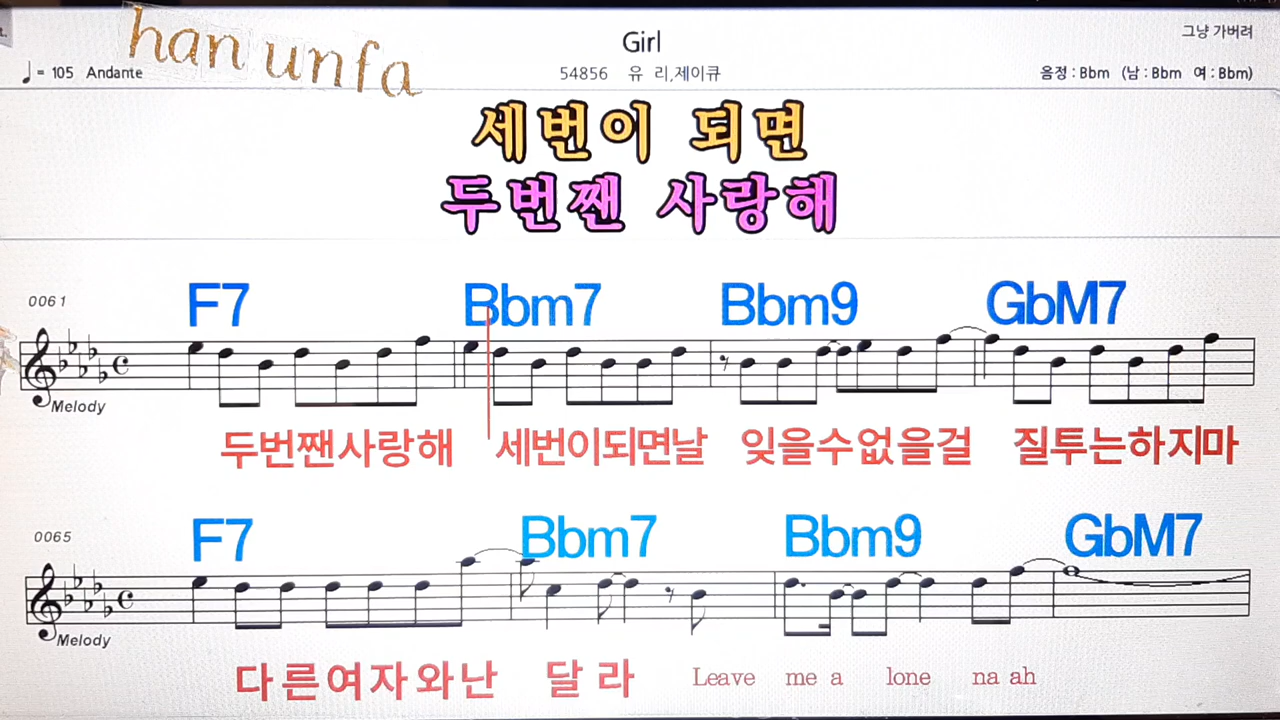 t.
han unfa
Girl
그냥 가버려
♩= 105 Andante
54856 유 리,제이큐
음정 : Bbm (남 : Bbm 여 : Bbm)
세번이 되면
두번짼 사랑해
0061
F7 Bbm7 Bbm9 GbM7
Melody
두번짼사랑해 세번이되면날 잊을수없을걸 질투는하지마
0065
F7 Bbm7 Bbm9 GbM7
Melody
다른여자와난 달 라 Leave me a lone na ah